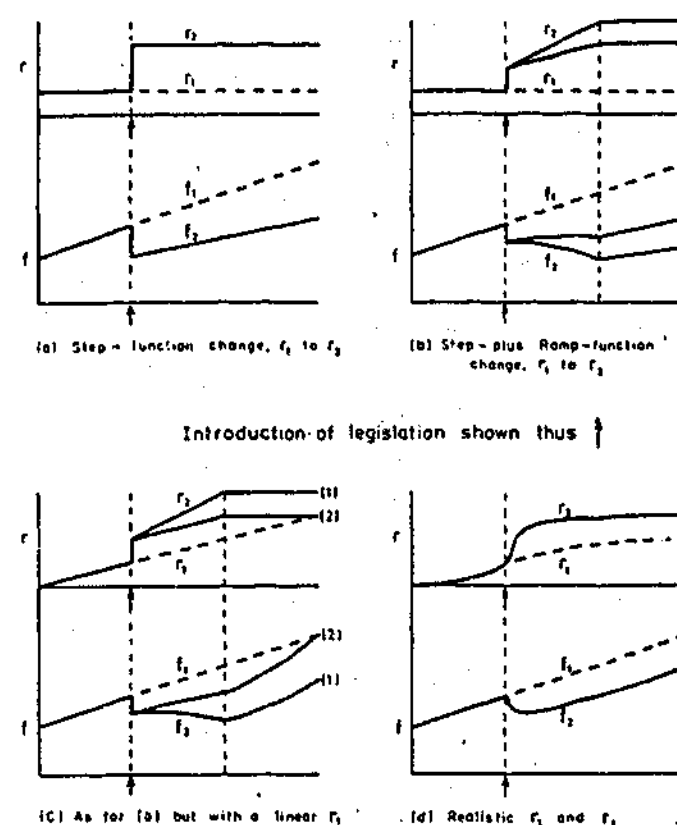 r
r₂
r₁
f
f₁
f₂
(a) Step-function change, r₁ to r₂
r
r₂
r₁
f
f₁
f₂
(b) Step-plus Ramp-function
change, r₁ to r₂
Introduction of legislation shown thus ↑
r
r₂
(1)
(2)
r₁
f
f₁
(2)
(1)
f₂
(C) As for (b) but with a linear r₁
r
r₂
r₁
f
f₁
f₂
(d) Realistic r₁ and r₂